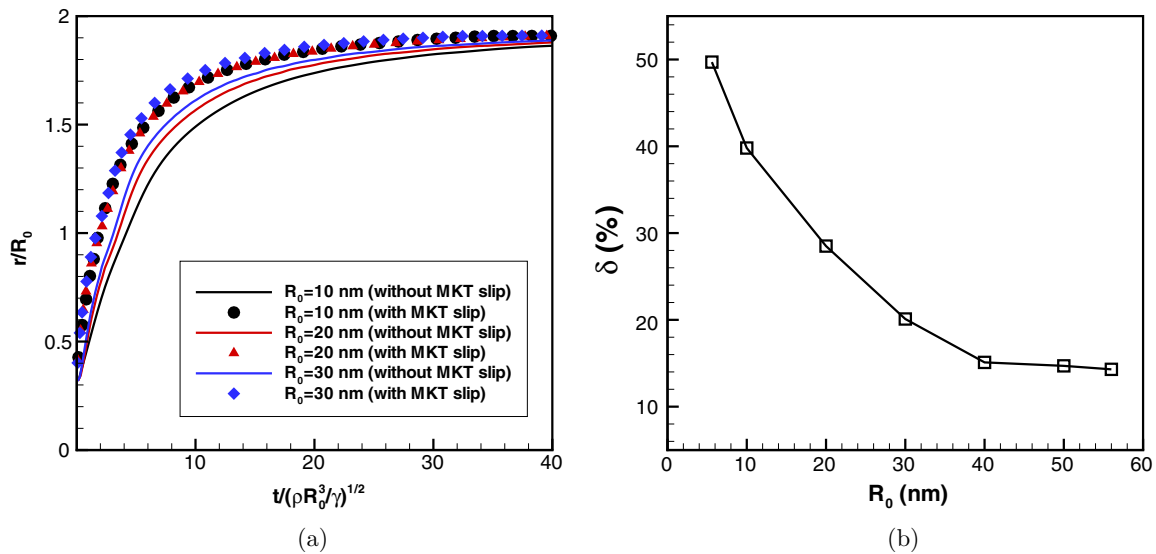 2
1.5
1
0.5
0
r/R₀
R₀=10 nm (without MKT slip)
R₀=10 nm (with MKT slip)
R₀=20 nm (without MKT slip)
R₀=20 nm (with MKT slip)
R₀=30 nm (without MKT slip)
R₀=30 nm (with MKT slip)
10 20 30 40
t/(ρR₀³/γ)¹ᐟ²
(a)
50
40
30
20
10
δ (%)
0 10 20 30 40 50 60
R₀ (nm)
(b)